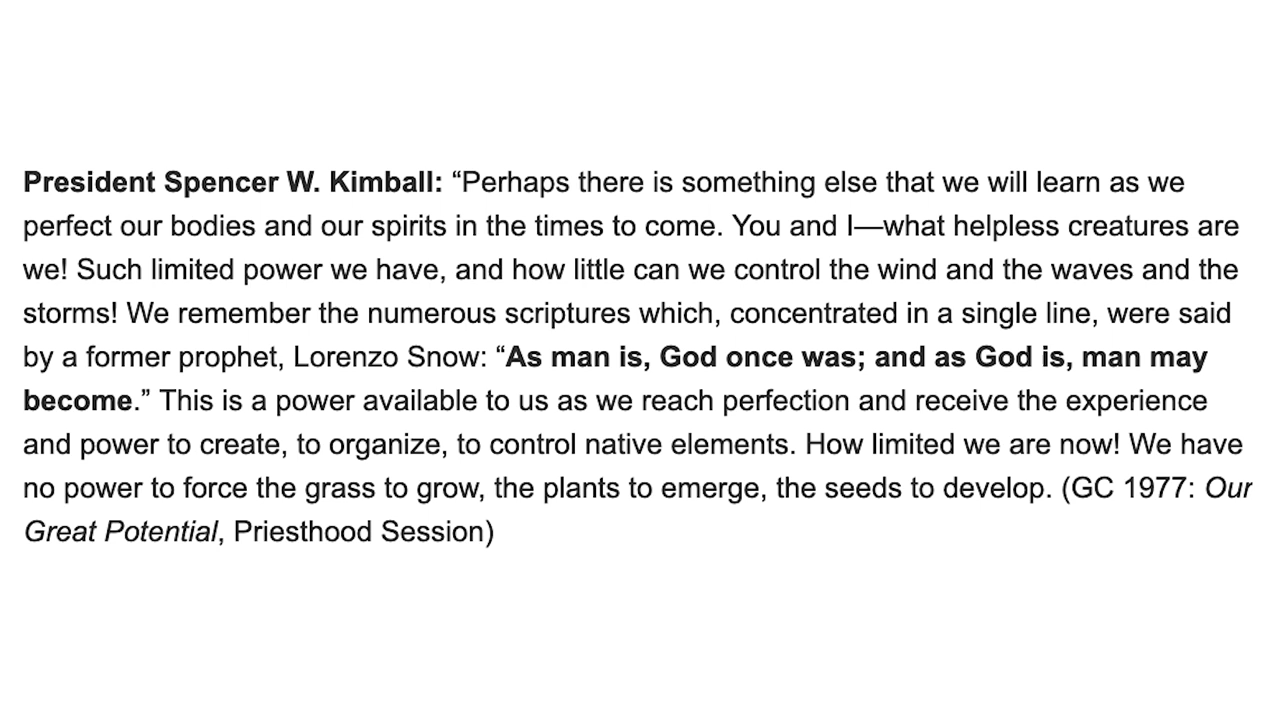 President Spencer W. Kimball: “Perhaps there is something else that we will learn as we
perfect our bodies and our spirits in the times to come. You and I—what helpless creatures are
we! Such limited power we have, and how little can we control the wind and the waves and the
storms! We remember the numerous scriptures which, concentrated in a single line, were said
by a former prophet, Lorenzo Snow: “As man is, God once was; and as God is, man may
become.” This is a power available to us as we reach perfection and receive the experience
and power to create, to organize, to control native elements. How limited we are now! We have
no power to force the grass to grow, the plants to emerge, the seeds to develop. (GC 1977: Our
Great Potential, Priesthood Session)